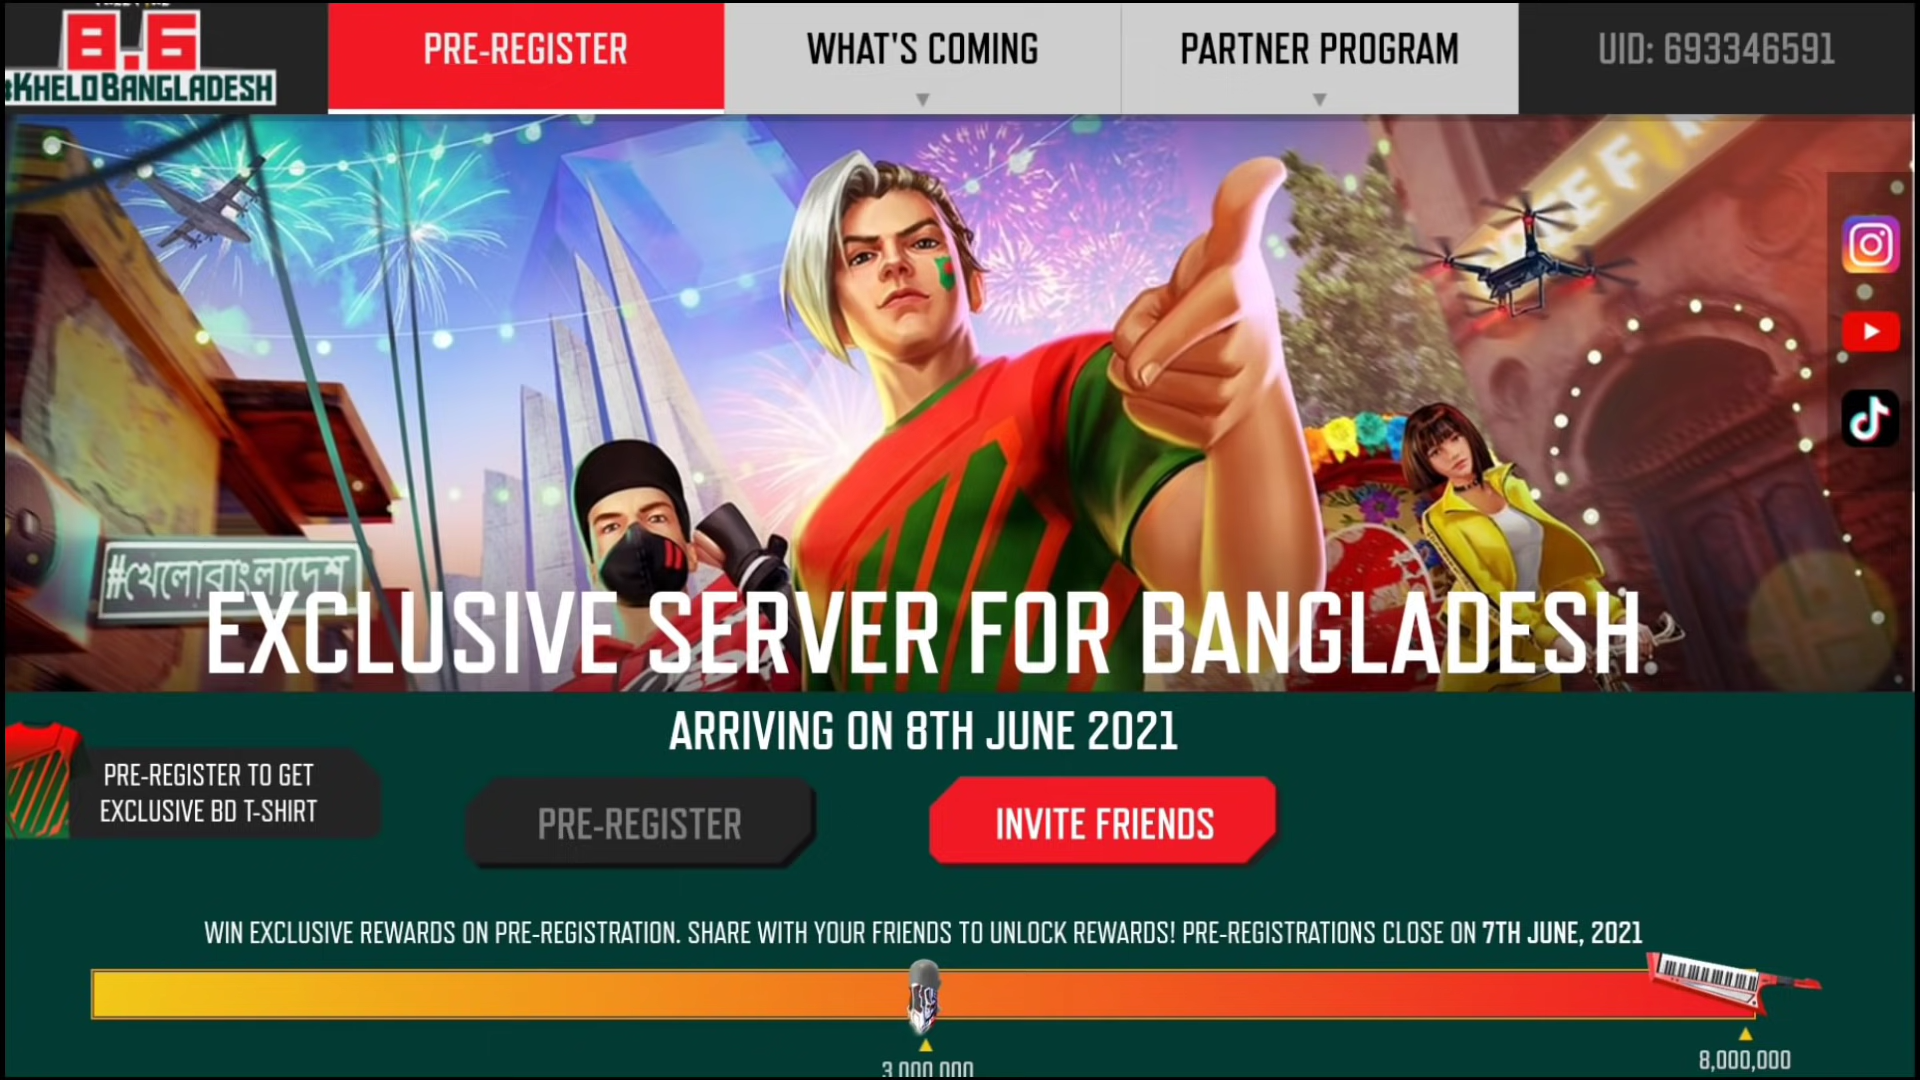 8.6
#KHELOBANGLADESH
PRE-REGISTER
WHAT'S COMING
PARTNER PROGRAM
UID: 693346591
#খেলোবাংলাদেশ
EXCLUSIVE SERVER FOR BANGLADESH
ARRIVING ON 8TH JUNE 2021
PRE-REGISTER TO GET
EXCLUSIVE BD T-SHIRT
PRE-REGISTER
INVITE FRIENDS
WIN EXCLUSIVE REWARDS ON PRE-REGISTRATION. SHARE WITH YOUR FRIENDS TO UNLOCK REWARDS! PRE-REGISTRATIONS CLOSE ON 7TH JUNE, 2021
3,000,000
8,000,000